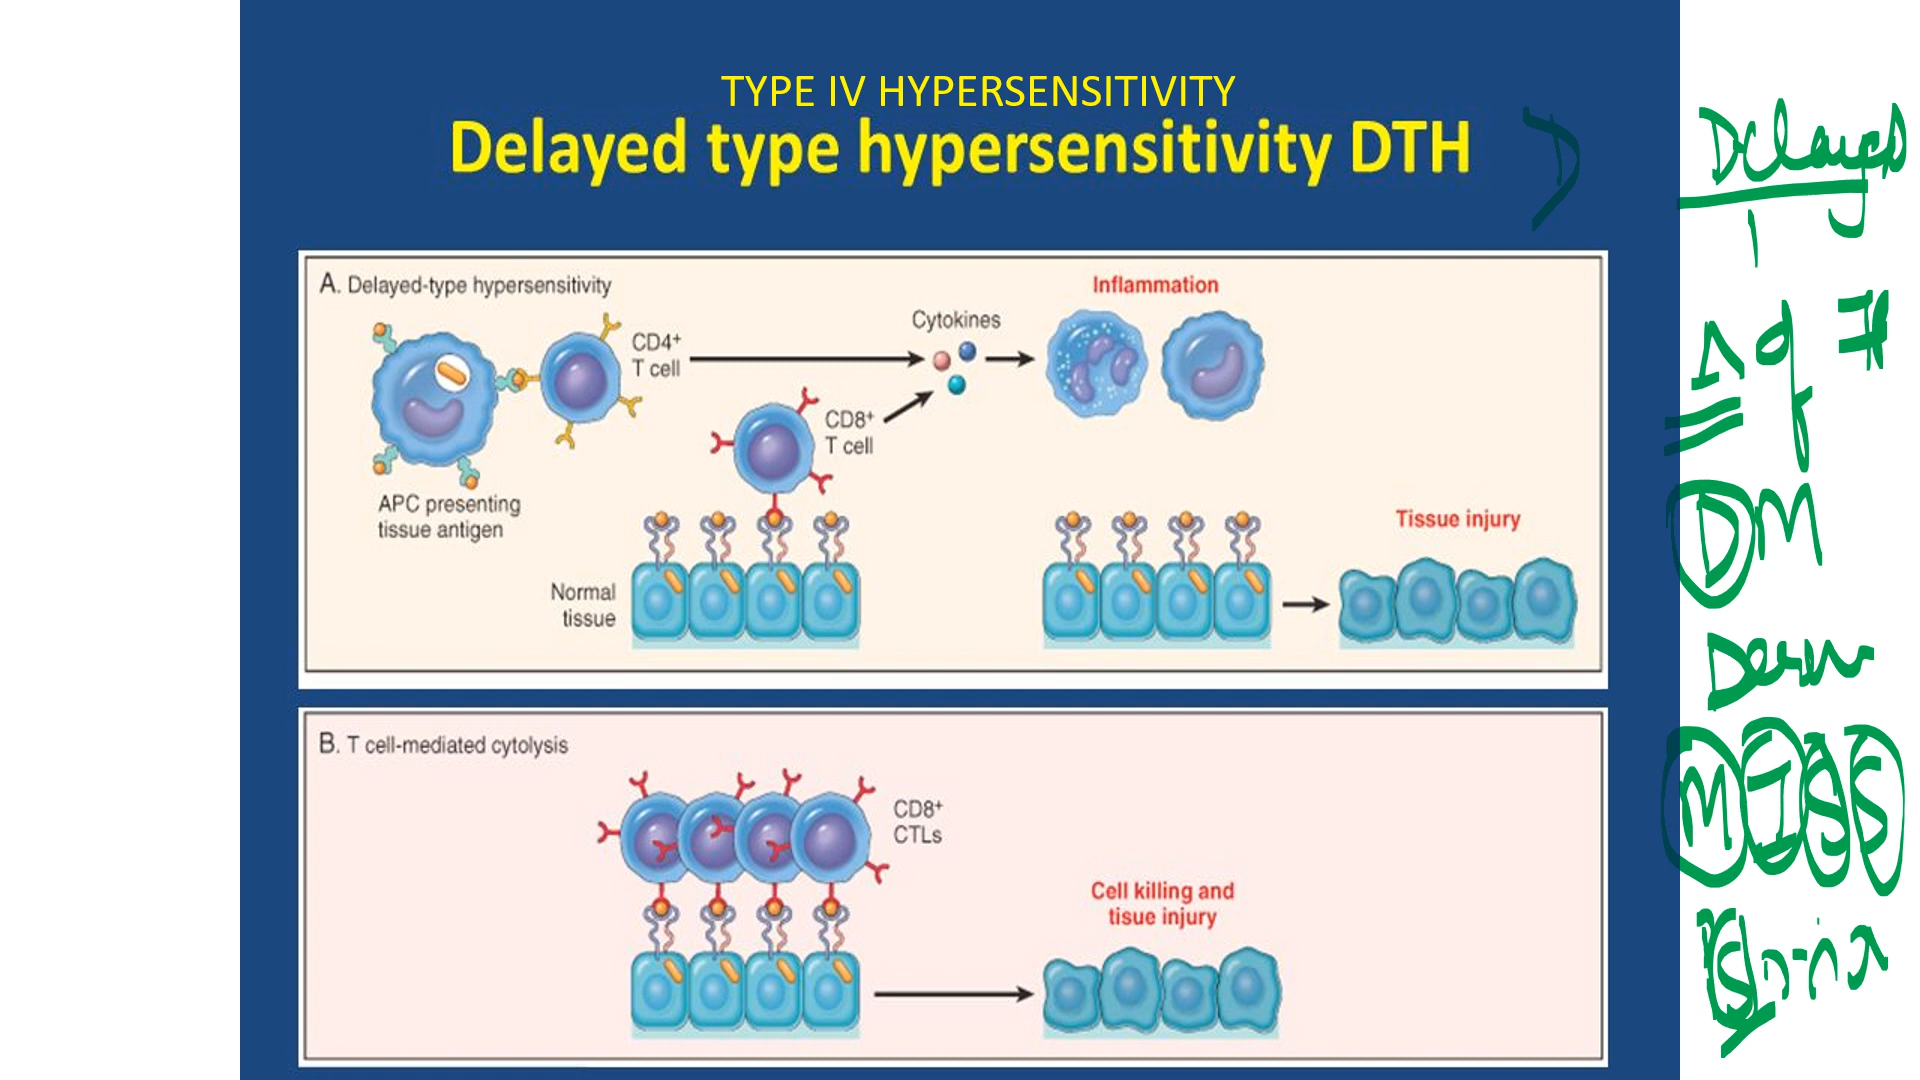 TYPE IV HYPERSENSITIVITY
Delayed type hypersensitivity DTH
D
Delayed
A. Delayed-type hypersensitivity
Inflammation
Cytokines
CD4+
T cell
CD8+
T cell
APC presenting
tissue antigen
Normal
tissue
Tissue injury
DM
Derm
MISS
B. T cell-mediated cytolysis
CD8+
CTLs
Cell killing and
tisue injury